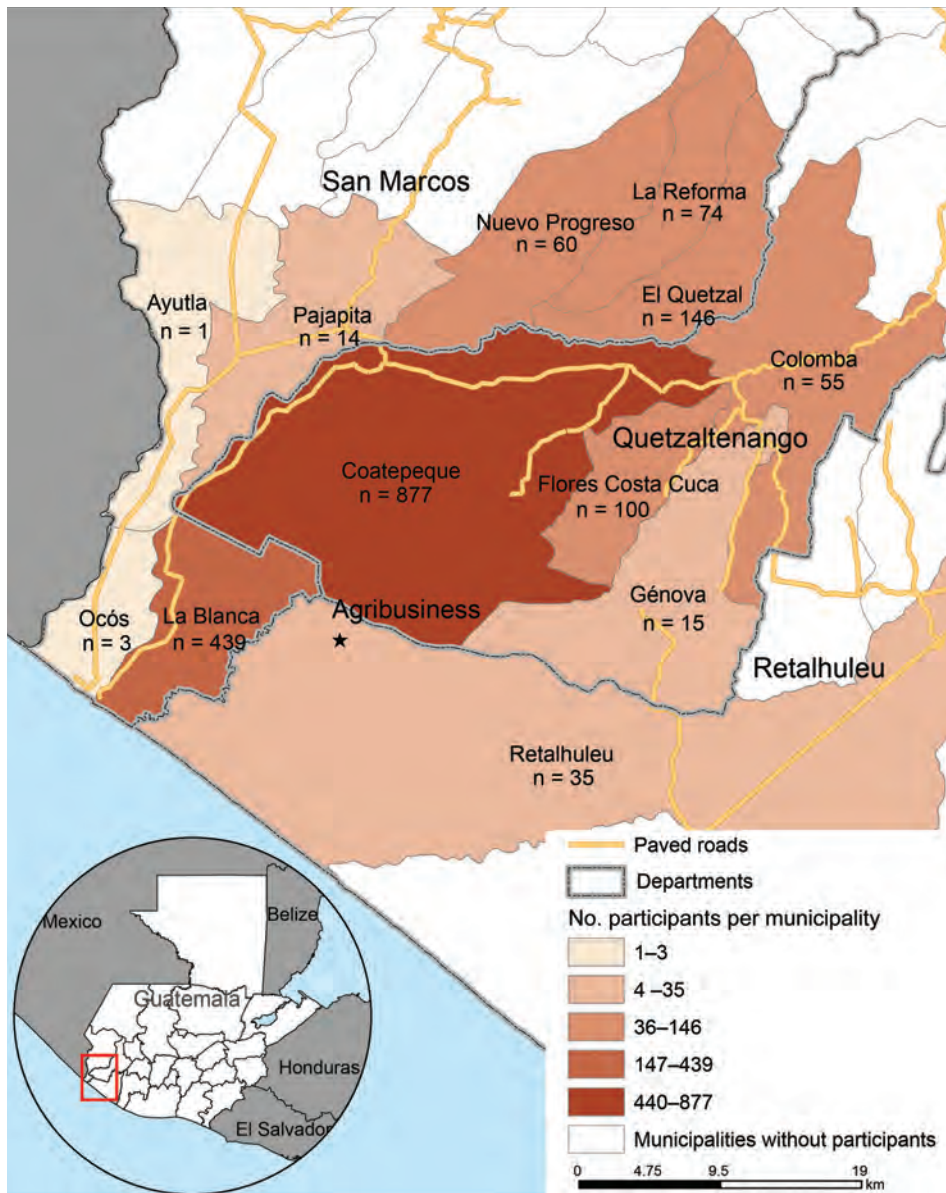 San Marcos
La Reforma
n = 74
Nuevo Progreso
n = 60
Ayutla
n = 1
Pajapita
n = 14
El Quetzal
n = 146
Colomba
n = 55
Quetzaltenango
Coatepeque
n = 877
Flores Costa Cuca
n = 100
Génova
n = 15
Agribusiness
Ocós
n = 3
La Blanca
n = 439
Retalhuleu
Retalhuleu
n = 35
Mexico
Belize
Guatemala
Honduras
El Salvador
Paved roads
Departments
No. participants per municipality
1–3
4 –35
36–146
147–439
440–877
Municipalities without participants
0 4.75 9.5 19
km